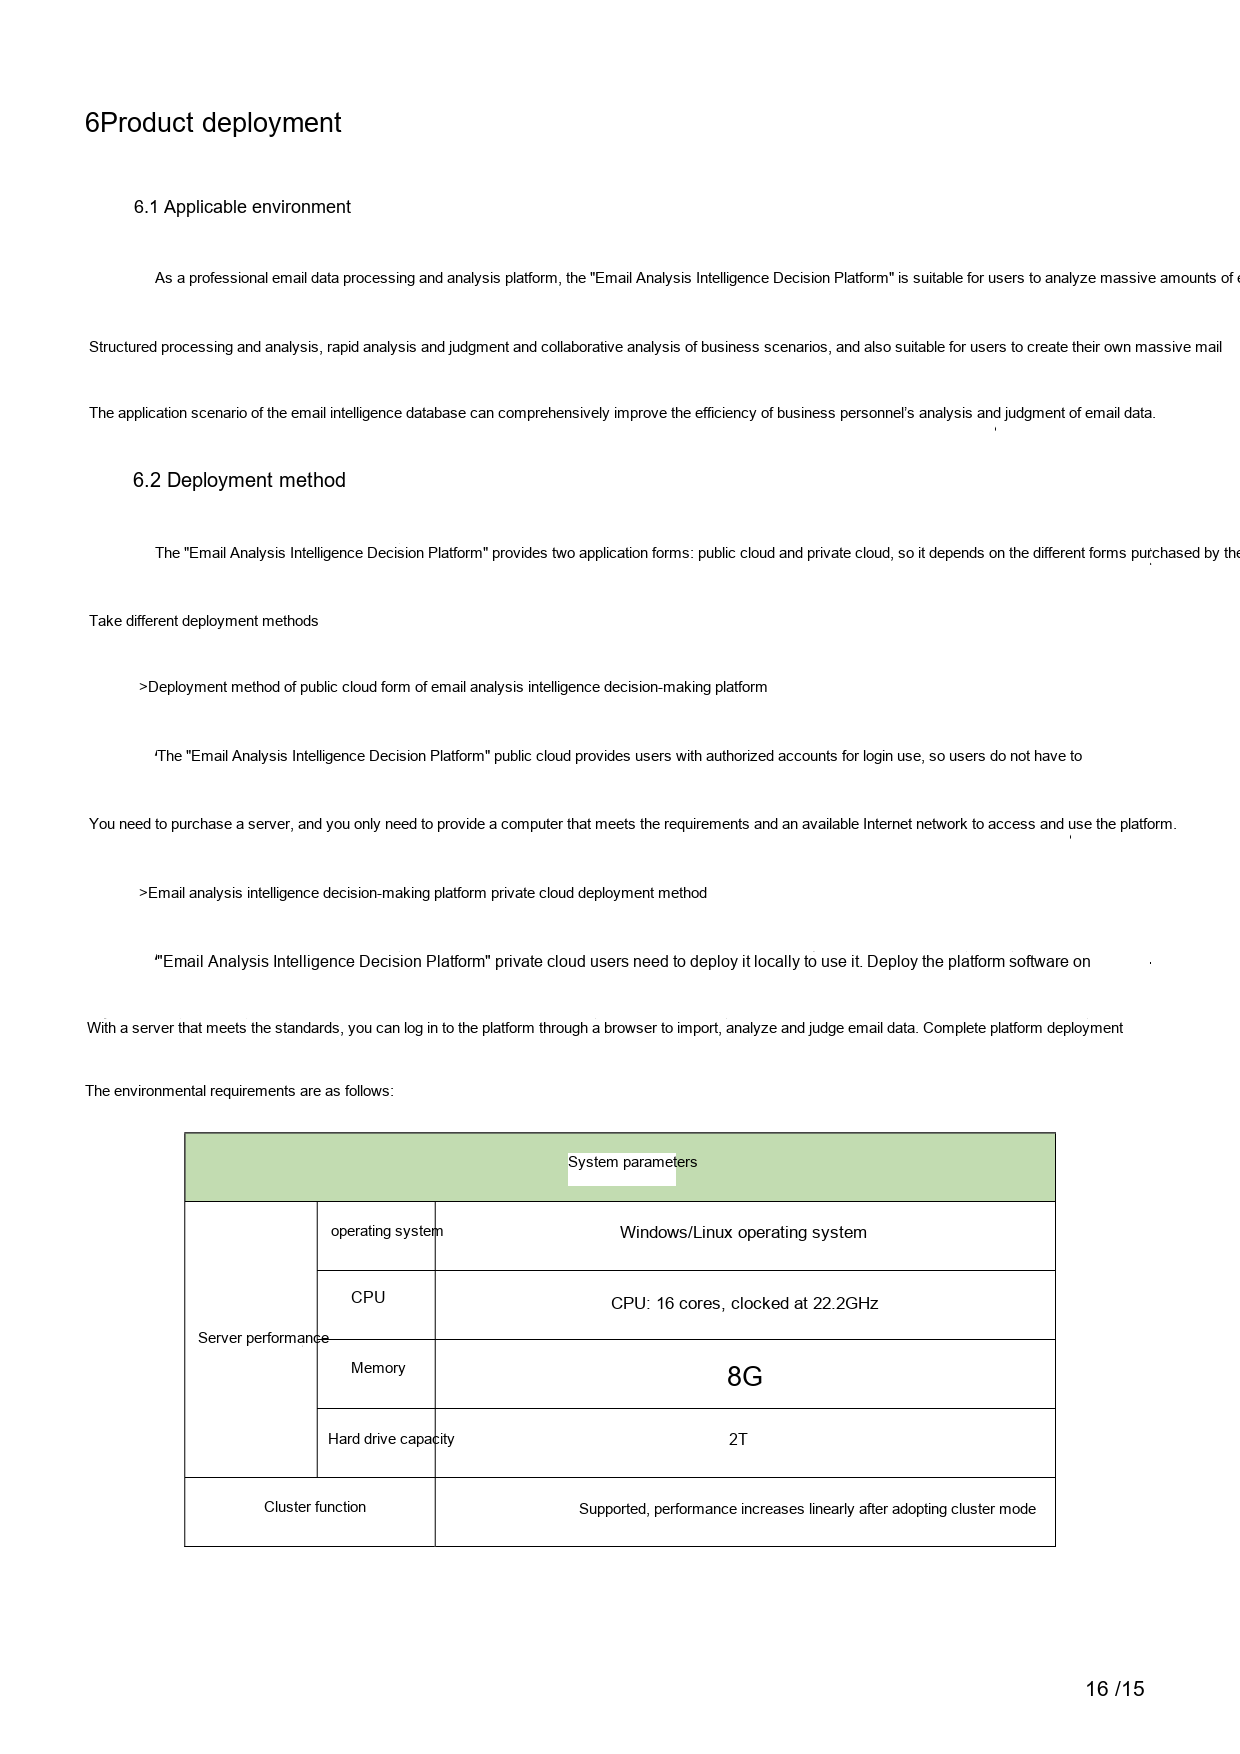 6Product deployment
6.1 Applicable environment
As a professional email data processing and analysis platform, the "Email Analysis Intelligence Decision Platform" is suitable for users to analyze massive amounts of
Structured processing and analysis, rapid analysis and judgment and collaborative analysis of business scenarios, and also suitable for users to create their own massive mail
The application scenario of the email intelligence database can comprehensively improve the efficiency of business personnel's analysis and judgment of email data.
6.2 Deployment method
The "Email Analysis Intelligence Decision Platform" provides two application forms: public cloud and private cloud, so it depends on the different forms purchased by the
Take different deployment methods
>Deployment method of public cloud form of email analysis intelligence decision-making platform
'The "Email Analysis Intelligence Decision Platform" public cloud provides users with authorized accounts for login use, so users do not have to
You need to purchase a server, and you only need to provide a computer that meets the requirements and an available Internet network to access and use the platform.
>Email analysis intelligence decision-making platform private cloud deployment method
'"Email Analysis Intelligence Decision Platform" private cloud users need to deploy it locally to use it. Deploy the platform software on
With a server that meets the standards, you can log in to the platform through a browser to import, analyze and judge email data. Complete platform deployment
The environmental requirements are as follows:
System parameters
Server performance
operating system
Windows/Linux operating system
CPU
CPU: 16 cores, clocked at 22.2GHz
Memory
8G
Hard drive capacity
2T
Cluster function
Supported, performance increases linearly after adopting cluster mode
16 /15